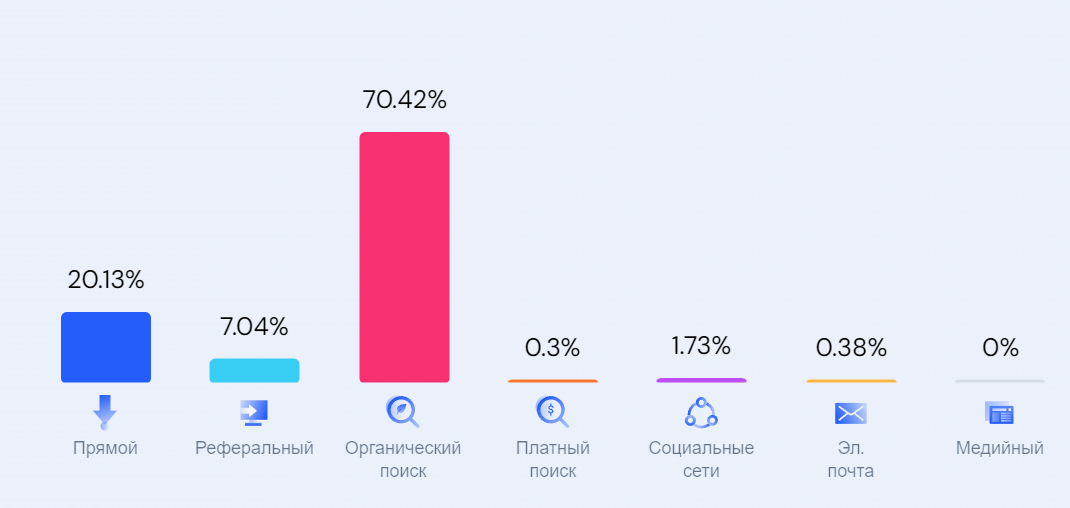 70.42%
20.13%
7.04%
0.3%
1.73%
0.38%
0%
$
Прямой
Реферальный
Органический
поиск
Платный
поиск
Социальные
сети
Эл.
почта
Медийный